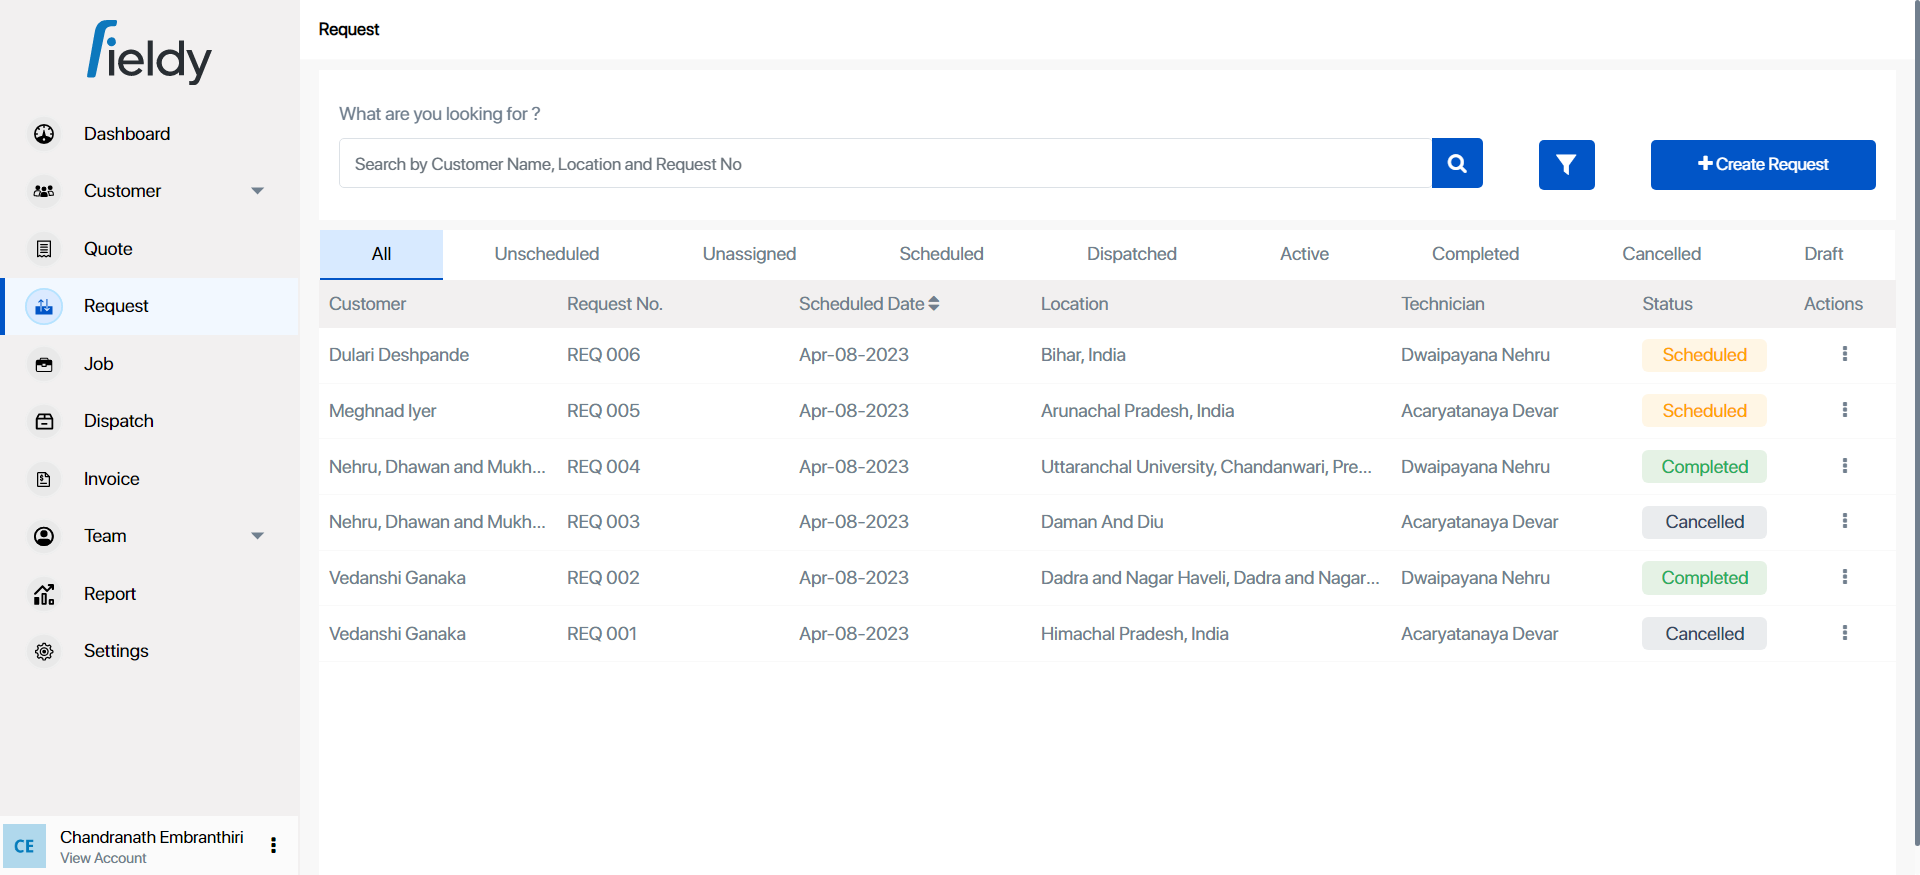 fieldy
Dashboard
Customer
Quote
Request
Job
Dispatch
Invoice
Team
Report
Settings
CE
Chandranath Embranthiri
View Account
Request
What are you looking for ?
Search by Customer Name, Location and Request No
Create Request
All Unscheduled Unassigned Scheduled Dispatched Active Completed Cancelled Draft
Customer Request No. Scheduled Date Location Technician Status Actions
Dulari Deshpande REQ 006 Apr-08-2023 Bihar, India Dwaipayana Nehru Scheduled
Meghnad Iyer REQ 005 Apr-08-2023 Arunachal Pradesh, India Acaryatanaya Devar Scheduled
Nehru, Dhawan and Mukh... REQ 004 Apr-08-2023 Uttaranchal University, Chandanwari, Pre... Dwaipayana Nehru Completed
Nehru, Dhawan and Mukh... REQ 003 Apr-08-2023 Daman And Diu Acaryatanaya Devar Cancelled
Vedanshi Ganaka REQ 002 Apr-08-2023 Dadra and Nagar Haveli, Dadra and Nagar... Dwaipayana Nehru Completed
Vedanshi Ganaka REQ 001 Apr-08-2023 Himachal Pradesh, India Acaryatanaya Devar Cancelled